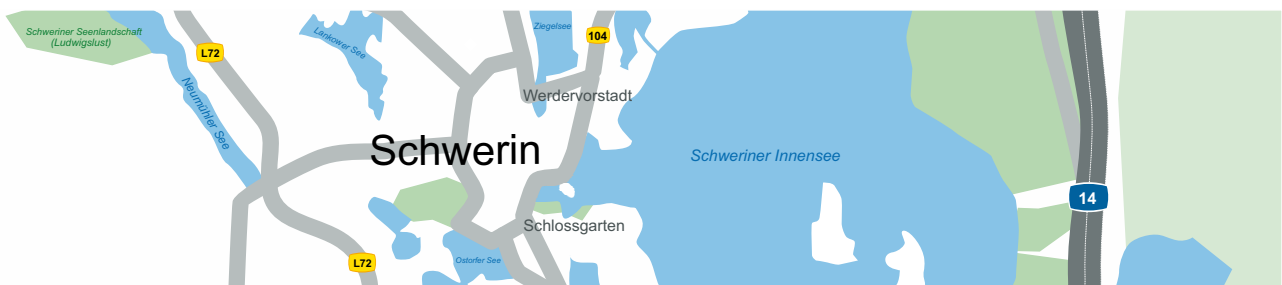 Schweriner Seenlandschaft
(Ludwigslust)
L72
Lankower See
Ziegelsee
104
Neumühler See
Werdervorstadt
Schwerin
Schweriner Innensee
14
Schlossgarten
L72
Ostorfer See